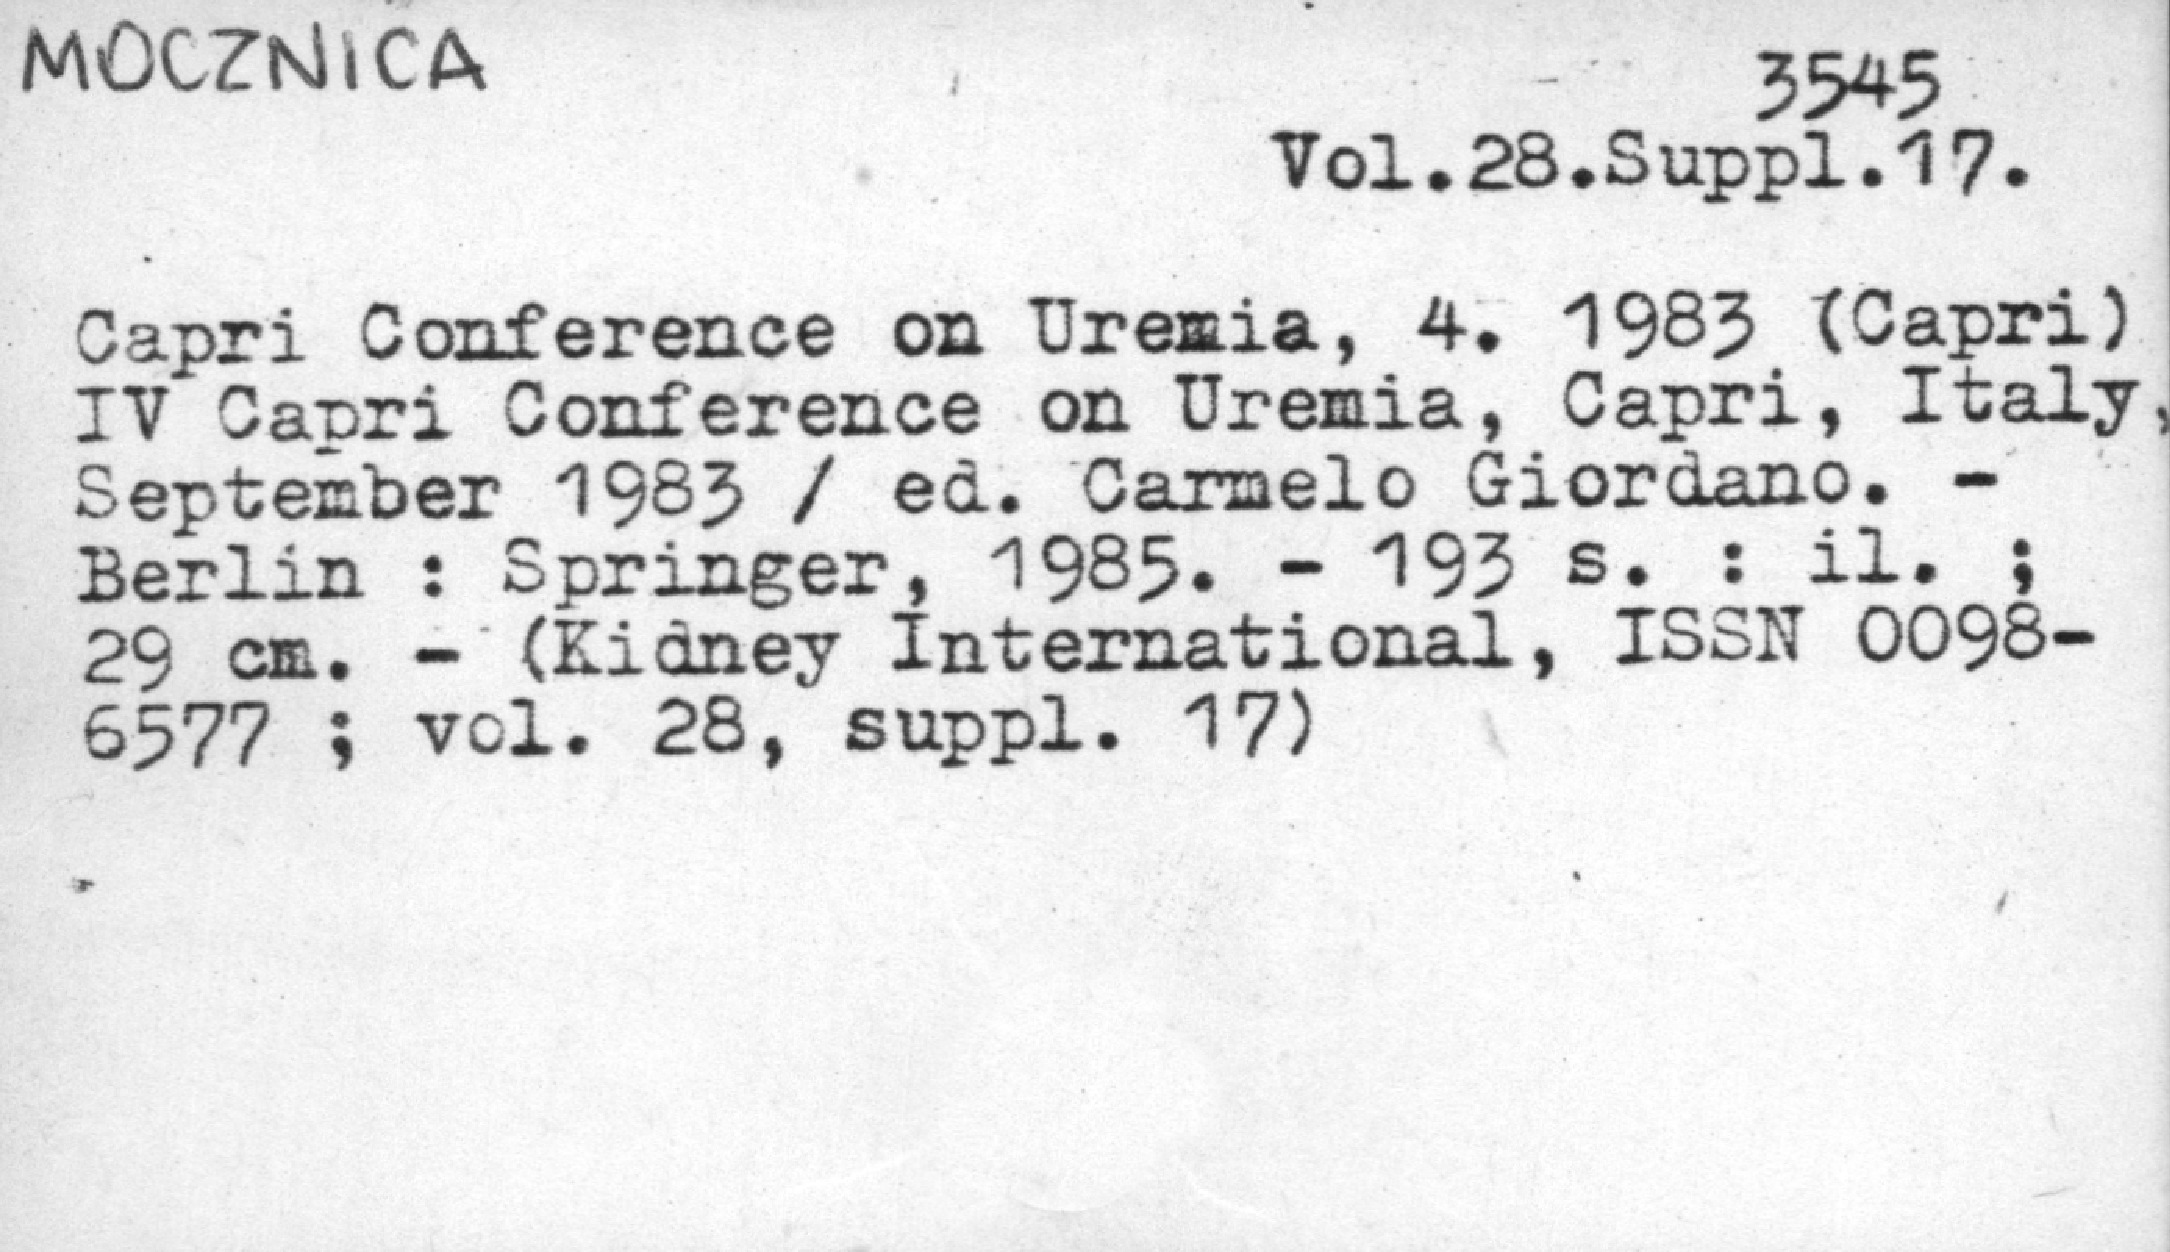 MOCZNICA
3545
Vol.28.Suppl.17.
Capri Conference on Uremia, 4. 1983 (Capri)
IV Capri Conference on Uremia, Capri, Italy,
September 1983 / ed. Carmelo Giordano. -
Berlin : Springer, 1985. - 193 s. : il. ;
29 cm. - (Kidney International, ISSN 0098-
6577 ; vol. 28, suppl. 17)